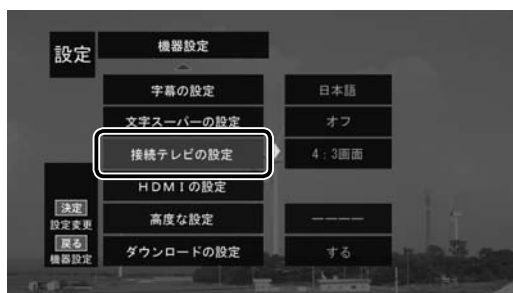 設定
機器設定
字幕の設定 日本語
文字スーパーの設定 オフ
接続テレビの設定 4:3画面
HDMIの設定
高度な設定 ーーーー
ダウンロードの設定 する
決定
設定変更
戻る
機器設定